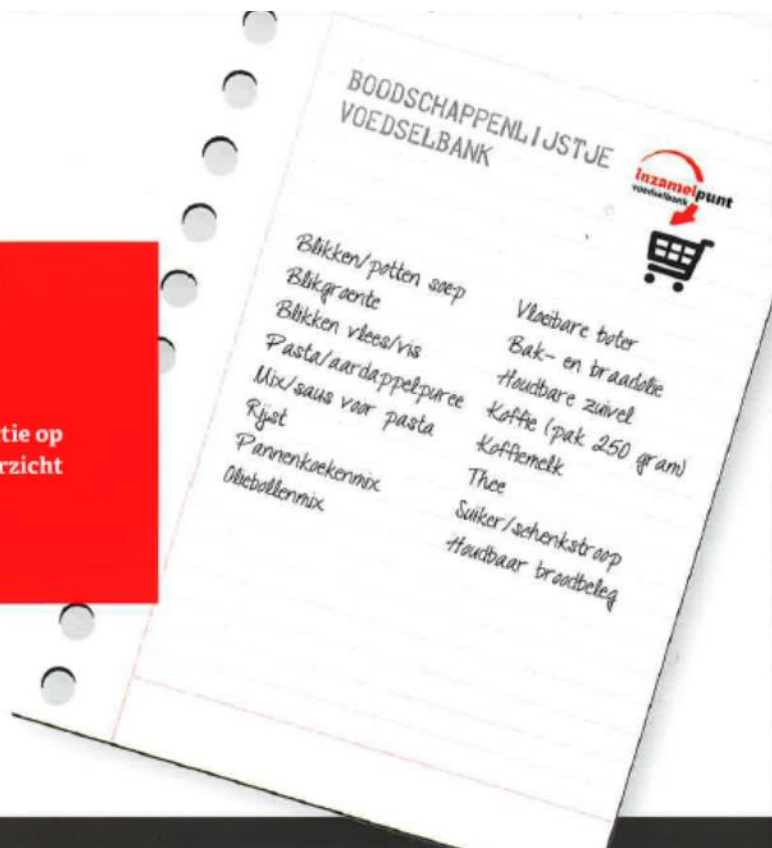 BOODSCHAPPENLIJSTJE
VOEDSELBANK
Inzamelpunt
voedselbank
Blikken/potten soep
Blikgroente
Blikken vlees/vis
Pasta/aardappelpuree
Mix/saus voor pasta
Rijst
Pannenkoekenmix
Oliebollenmix
Vloeibare boter
Bak- en braadolie
Houdbare zuivel
Koffie (pak 250 gram)
Koffiemelk
Thee
Suiker/schenkstroop
Houdbaar broodbeleg
tie op
rzicht